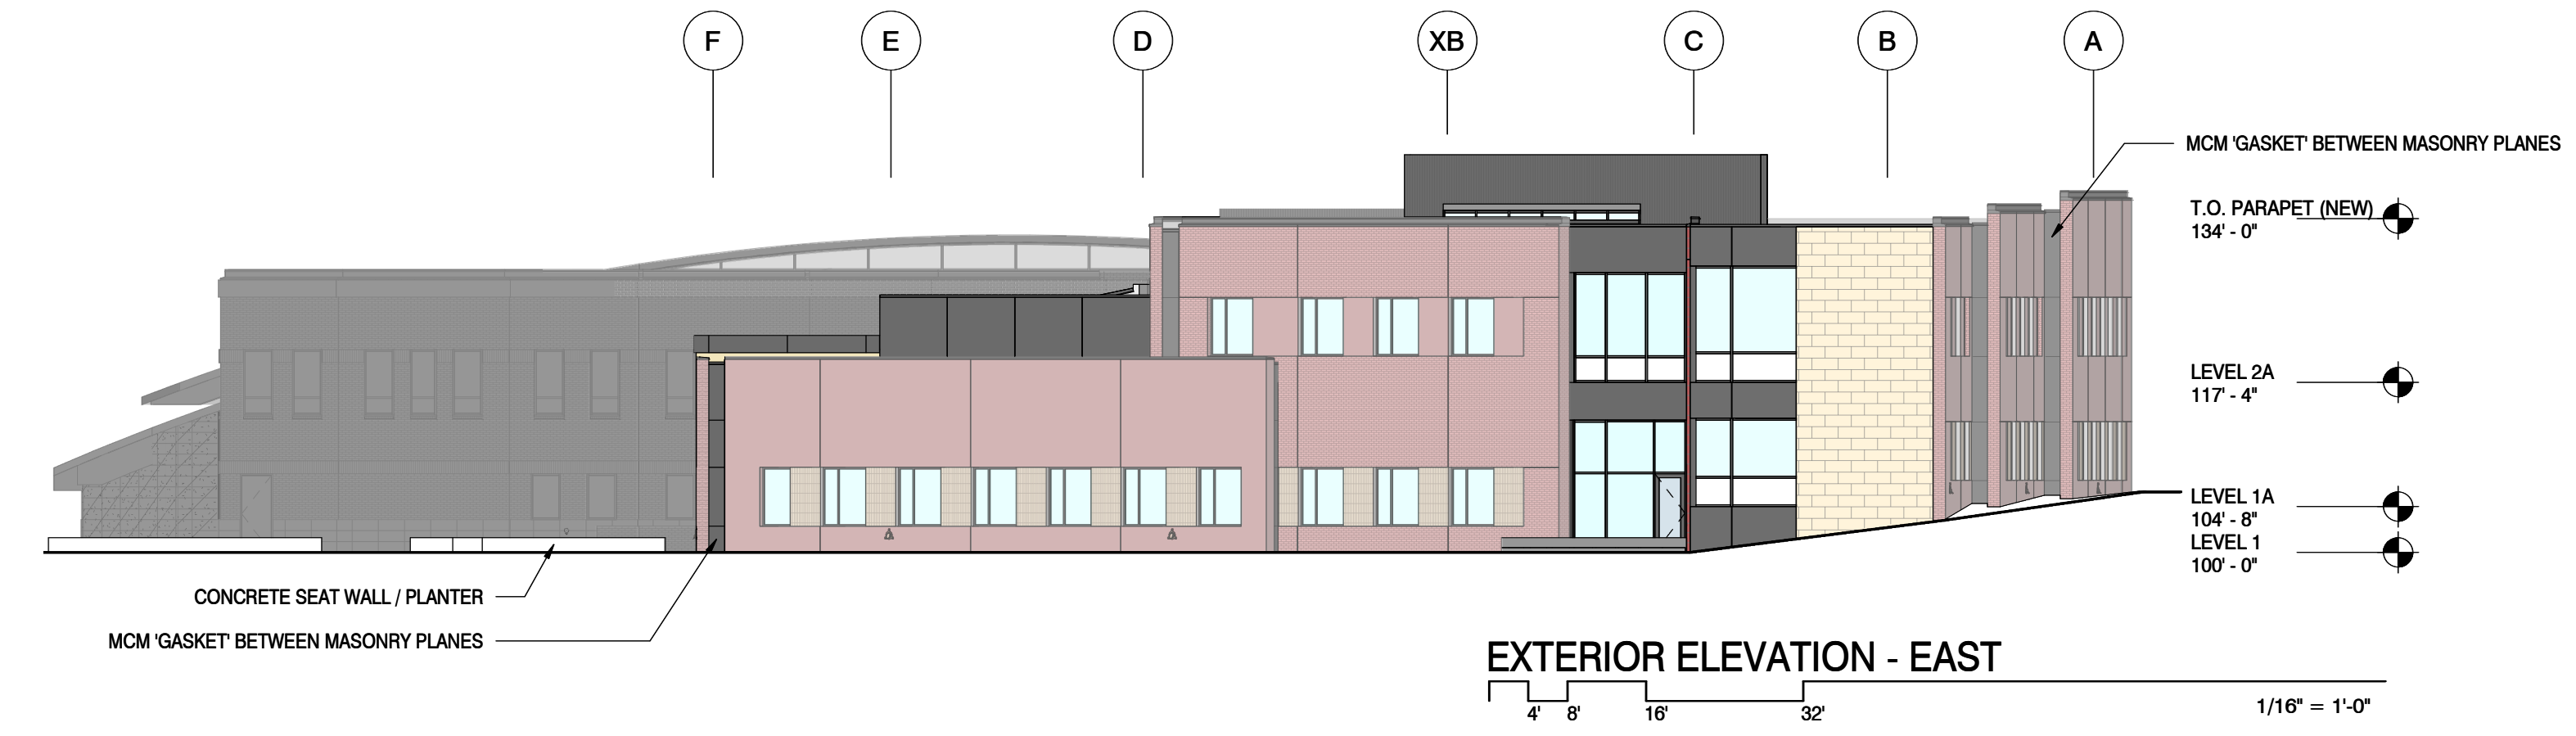 F E D XB C B A
MCM 'GASKET' BETWEEN MASONRY PLANES
T.O. PARAPET (NEW)
134' - 0"
LEVEL 2A
117' - 4"
LEVEL 1A
104' - 8"
LEVEL 1
100' - 0"
CONCRETE SEAT WALL / PLANTER
MCM 'GASKET' BETWEEN MASONRY PLANES
EXTERIOR ELEVATION - EAST
4' 8' 16' 32'
1/16" = 1'-0"